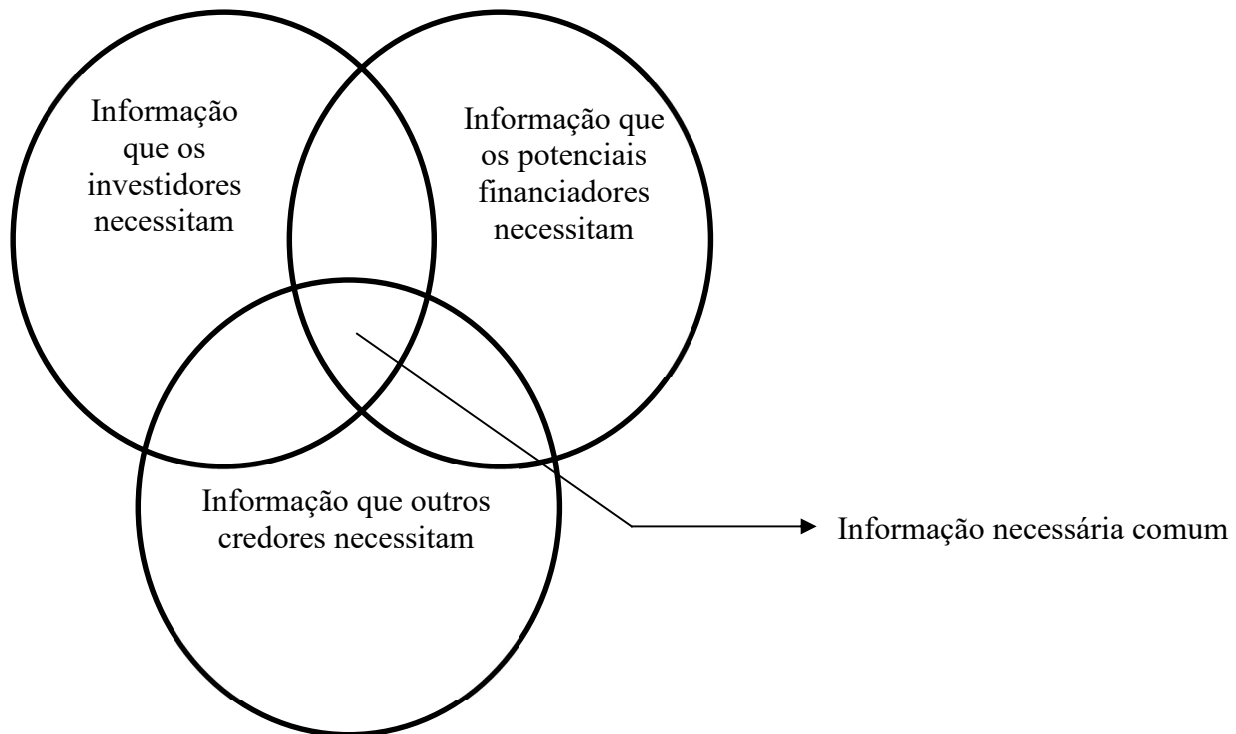 Informação
que os
investidores
necessitam
Informação que
os potenciais
financiadores
necessitam
Informação que outros
credores necessitam
Informação necessária comum